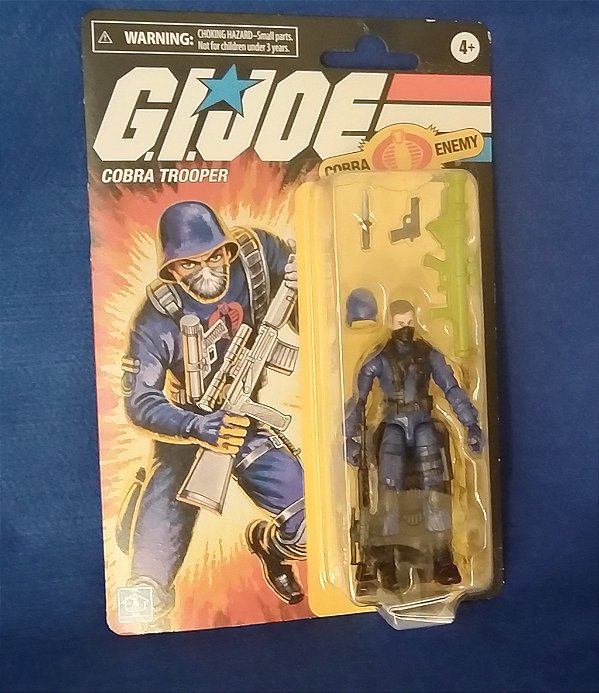 WARNING: CHOKING HAZARD–Small parts.
Not for children under 3 years.
4+
G.I.JOE
COBRA ENEMY
COBRA TROOPER